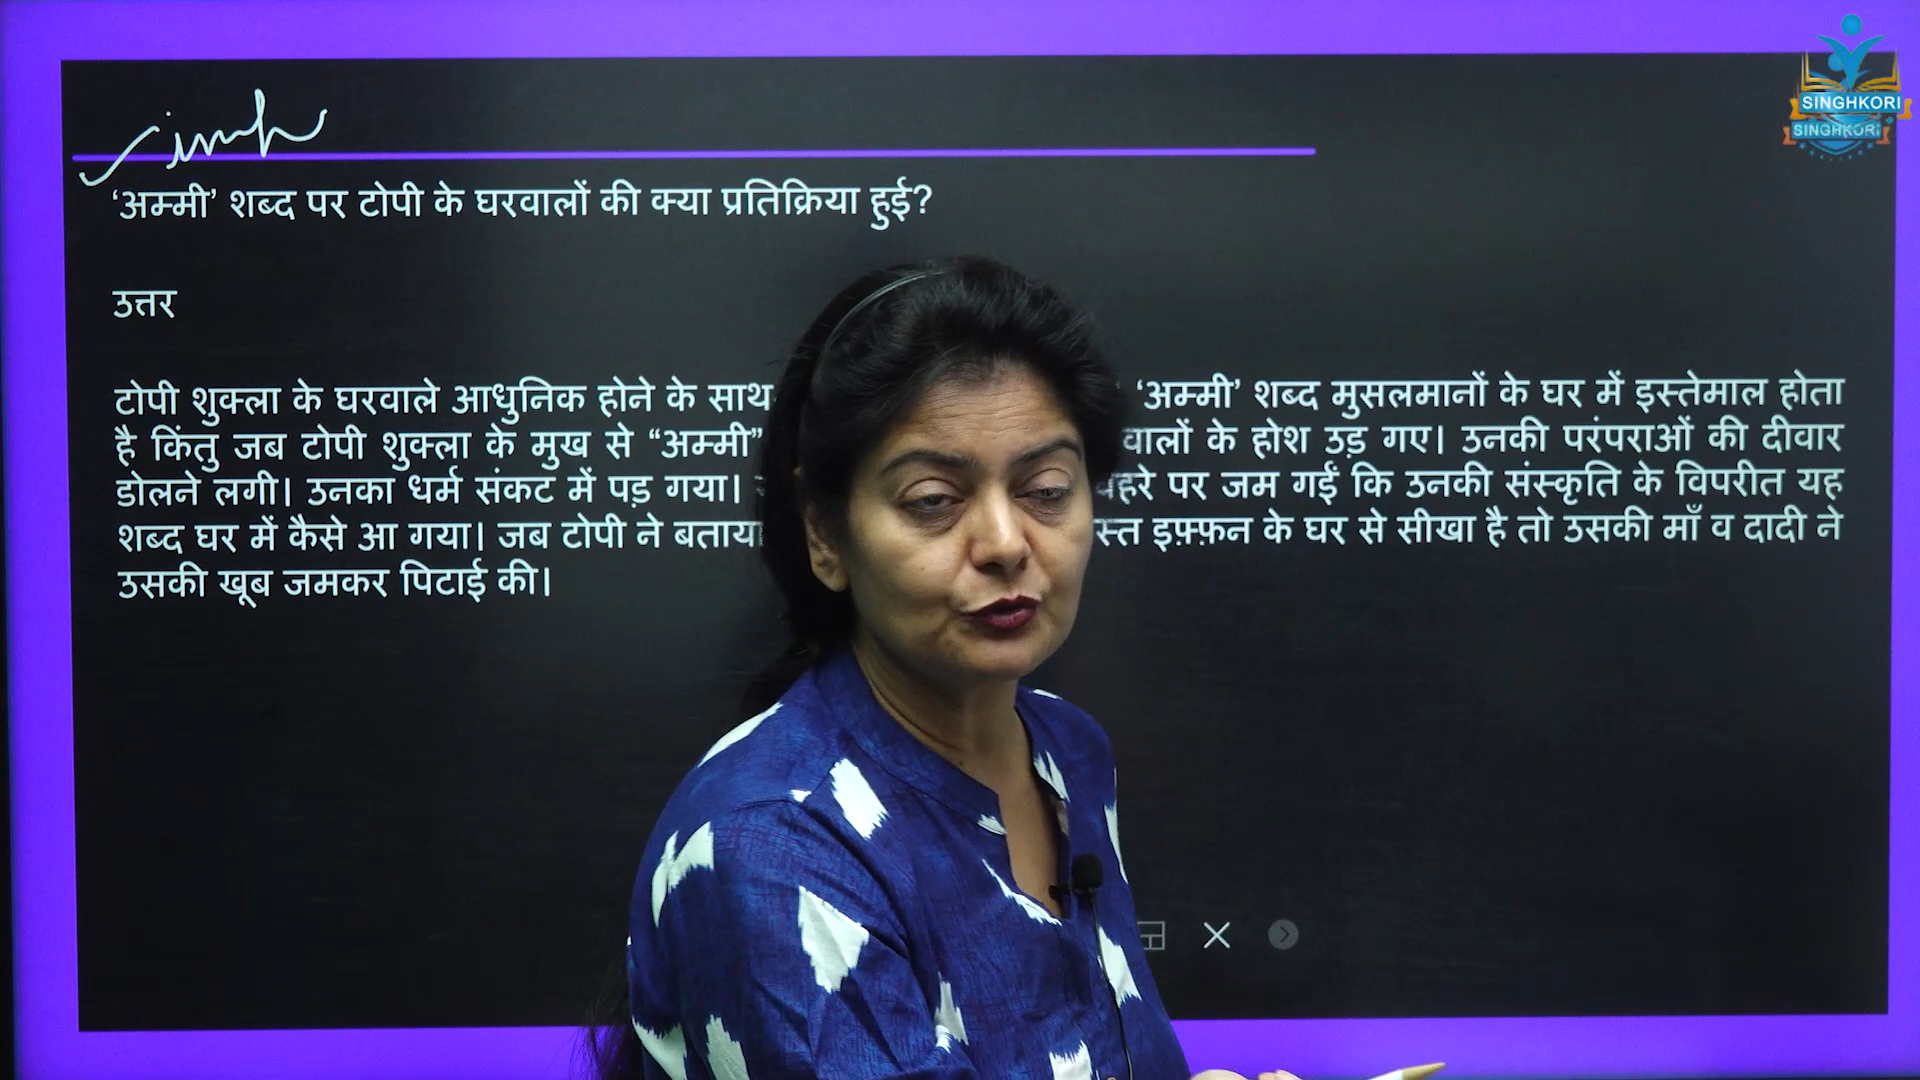 SINGHKORI
SINGHKORI
‘अम्मी’ शब्द पर टोपी के घरवालों की क्या प्रतिक्रिया हुई?
उत्तर
टोपी शुक्ला के घरवाले आधुनिक होने के साथ ‘अम्मी’ शब्द मुसलमानों के घर में इस्तेमाल होता
है किंतु जब टोपी शुक्ला के मुख से “अम्मी” वालों के होश उड़ गए। उनकी परंपराओं की दीवार
डोलने लगी। उनका धर्म संकट में पड़ गया। पर जम गईं कि उनकी संस्कृति के विपरीत यह
शब्द घर में कैसे आ गया। जब टोपी ने बताया इफ़्फ़न के घर से सीखा है तो उसकी माँ व दादी ने
उसकी खूब जमकर पिटाई की।